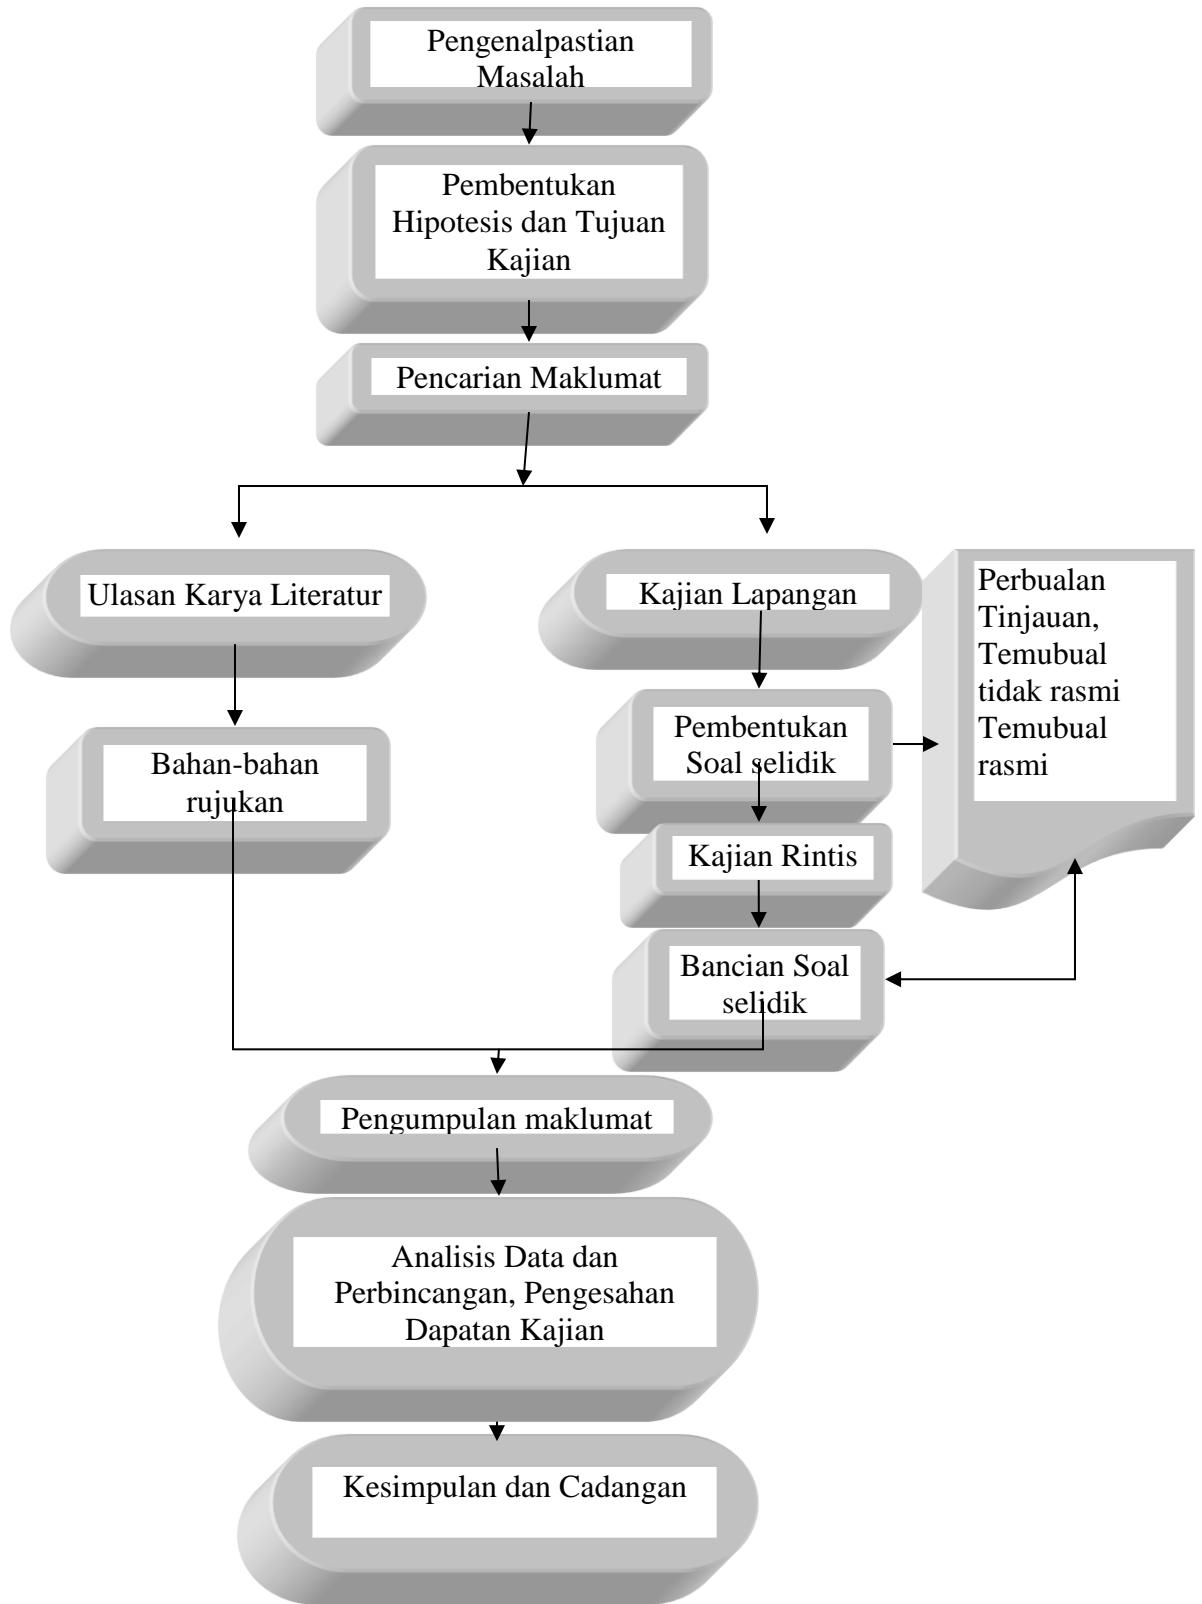 Pengenalpastian
Masalah
Pembentukan
Hipotesis dan Tujuan
Kajian
Pencarian Maklumat
Ulasan Karya Literatur
Bahan-bahan
rujukan
Kajian Lapangan
Pembentukan
Soal selidik
Kajian Rintis
Bancian Soal
selidik
Perbualan
Tinjauan,
Temubual
tidak rasmi
Temubual
rasmi
Pengumpulan maklumat
Analisis Data dan
Perbincangan, Pengesahan
Dapatan Kajian
Kesimpulan dan Cadangan